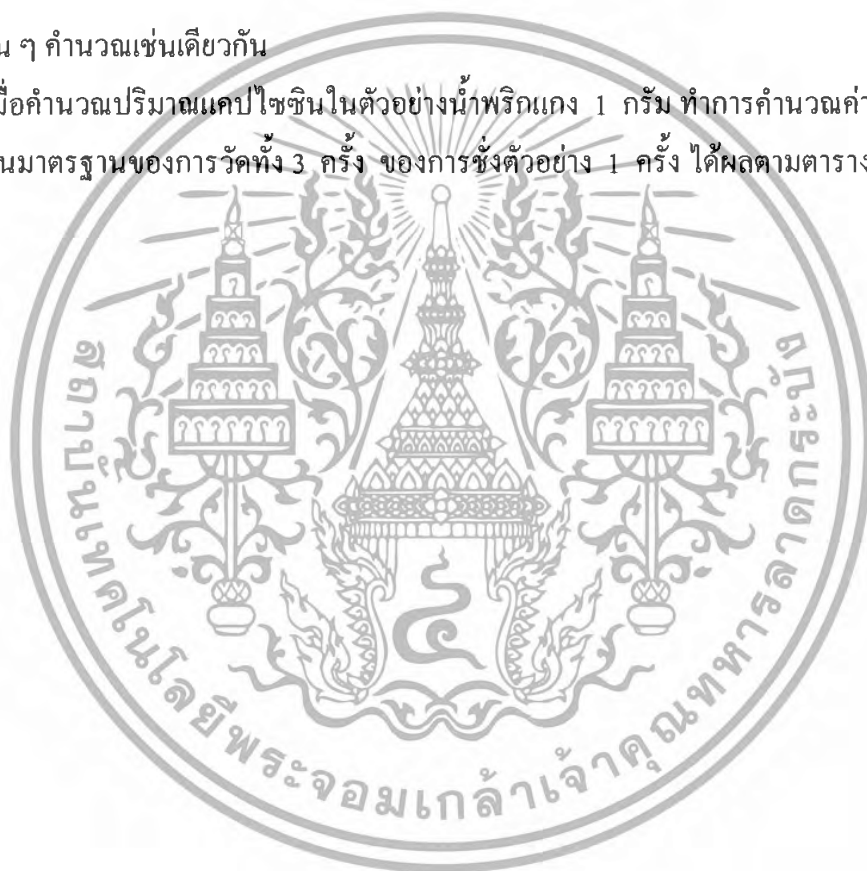 น ๆ คำนวณเช่นเดียวกัน
มื่อคำนวณปริมาณแคปไซซินในตัวอย่างน้ำพริกแกง 1 กรัม ทำการคำนวณค่า
นมาตรฐานของการวัดทั้ง 3 ครั้ง ของการชั่งตัวอย่าง 1 ครั้ง ได้ผลตามตาราง
สถาบันเทคโนโลยีพระจอมเกล้าเจ้าคุณทหารลาดกระบัง